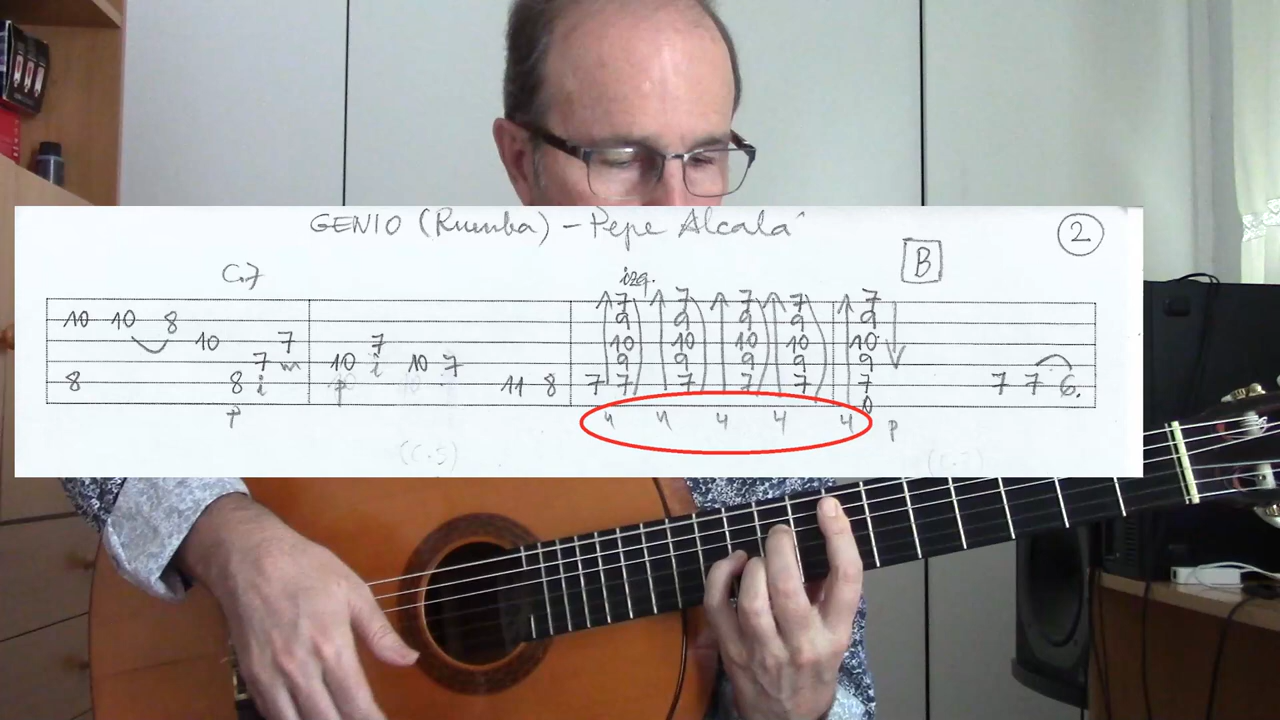 GENIO (Rumba) - Pepe Alcalá
2
C.7
izq.
B
7 7 7 7 7
10 10 8 9 9 9 9 9
10 7 7 10 10 10 10 10
7 m 10 i 10 7 9 9 9 9 9
8 8 i p 11 8 7 7 7 7 7 7 7 7 6.
0
p 4 4 4 4 4 p
(C.5)